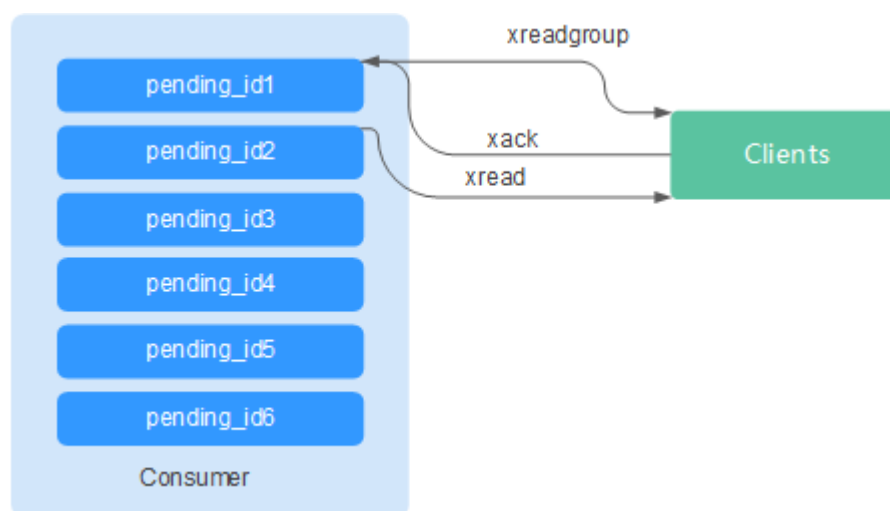 xreadgroup
pending_id1
xack
Clients
pending_id2
xread
pending_id3
pending_id4
pending_id5
pending_id6
Consumer